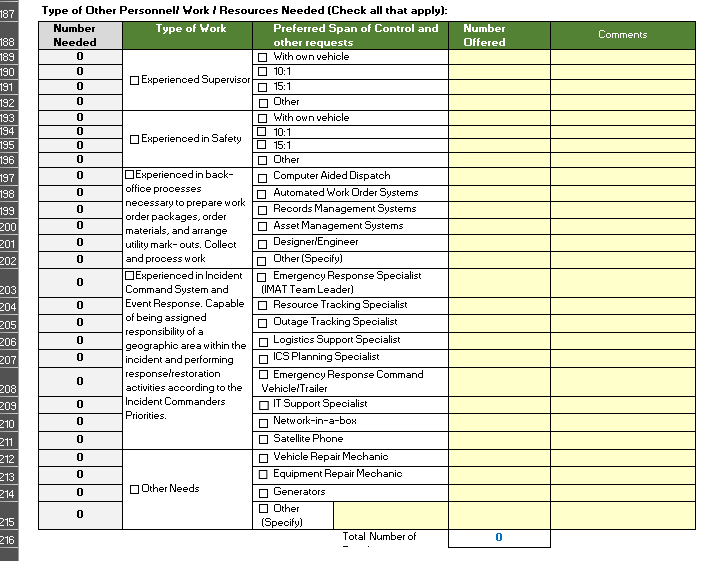 187 Type of Other Personnel/ Work / Resources Needed (Check all that apply):
188 Number Needed Type of Work Preferred Span of Control and other requests Number Offered Comments
189 0 With own vehicle
190 0 Experienced Supervisor 10:1
191 0 15:1
192 0 Other
193 0 With own vehicle
194 0 Experienced in Safety 10:1
195 0 15:1
196 0 Other
197 0 Experienced in back- Computer Aided Dispatch
198 0 office processes Automated Work Order Systems
199 0 necessary to prepare work Records Management Systems
200 0 order packages, order Asset Management Systems
201 0 materials, and arrange Designer/Engineer
utility mark- outs. Collect
202 0 and process work Other (Specify)
203 0 Experienced in Incident Emergency Response Specialist
Command System and (IMAT Team Leader)
204 0 Event Response. Capable Resource Tracking Specialist
205 0 of being assigned Outage Tracking Specialist
responsibility of a
206 0 geographic area within the Logistics Support Specialist
207 0 incident and performing ICS Planning Specialist
208 0 response/restoration Emergency Response Command
activities according to the Vehicle/Trailer
209 0 Incident Commanders IT Support Specialist
210 0 Priorities. Network-in-a-box
211 0 Satellite Phone
212 0 Vehicle Repair Mechanic
213 0 Equipment Repair Mechanic
214 0 Other Needs Generators
215 0 Other
(Specify)
216 Total Number of 0